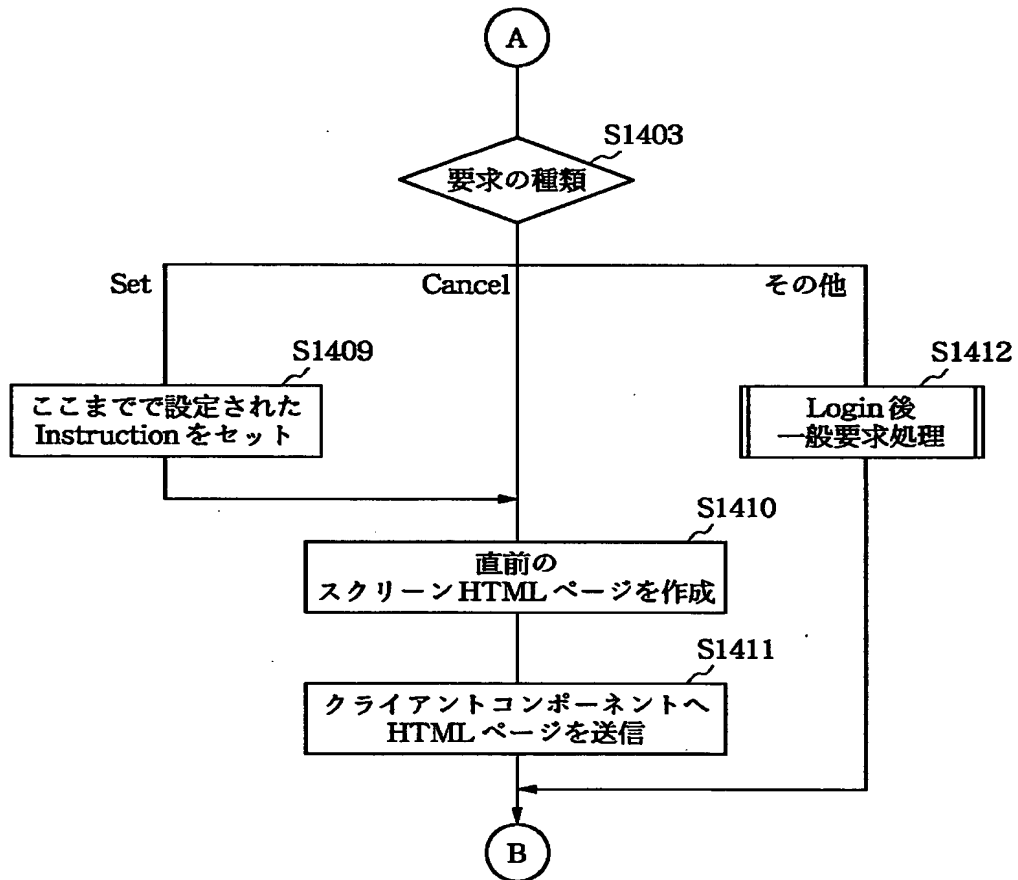 A
S1403
要求の種類
Set
Cancel
その他
S1409
ここまでで設定された
Instructionをセット
S1412
Login後
一般要求処理
S1410
直前の
スクリーンHTMLページを作成
S1411
クライアントコンポーネントへ
HTMLページを送信
B